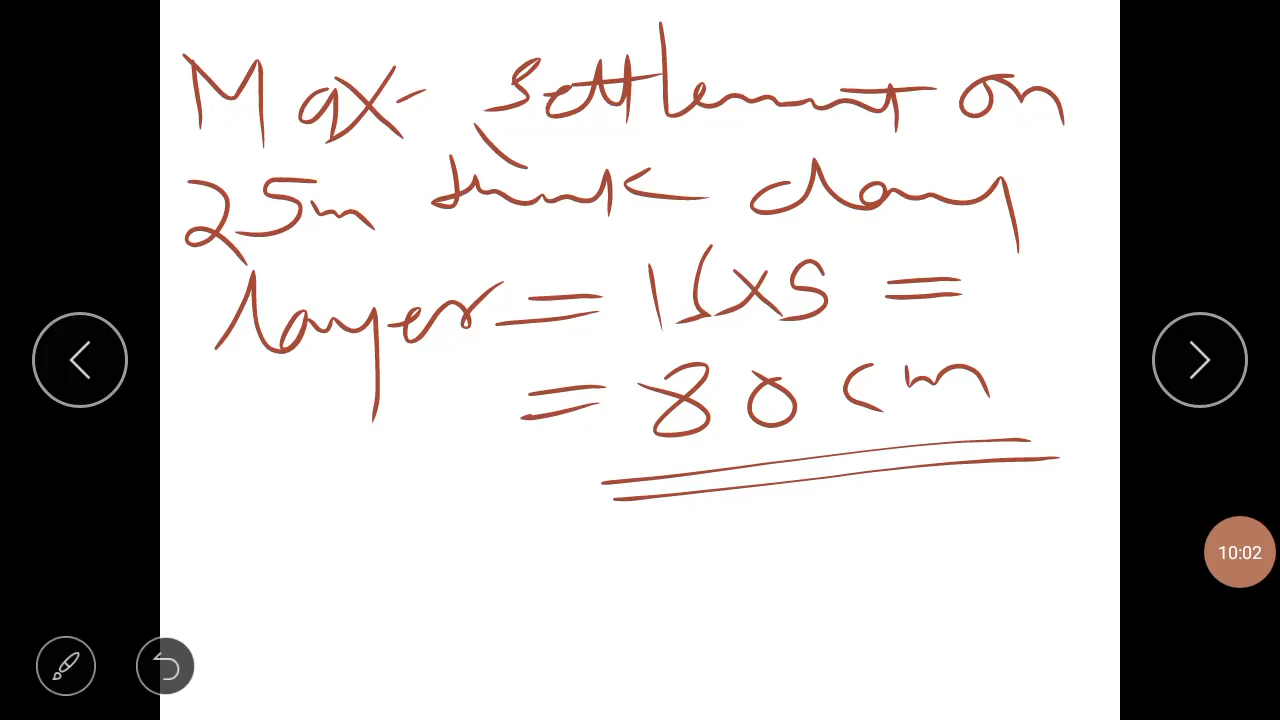 Max. Settlement on
25m thick clay
layer = 16x5 =
= 80 cm
10:02